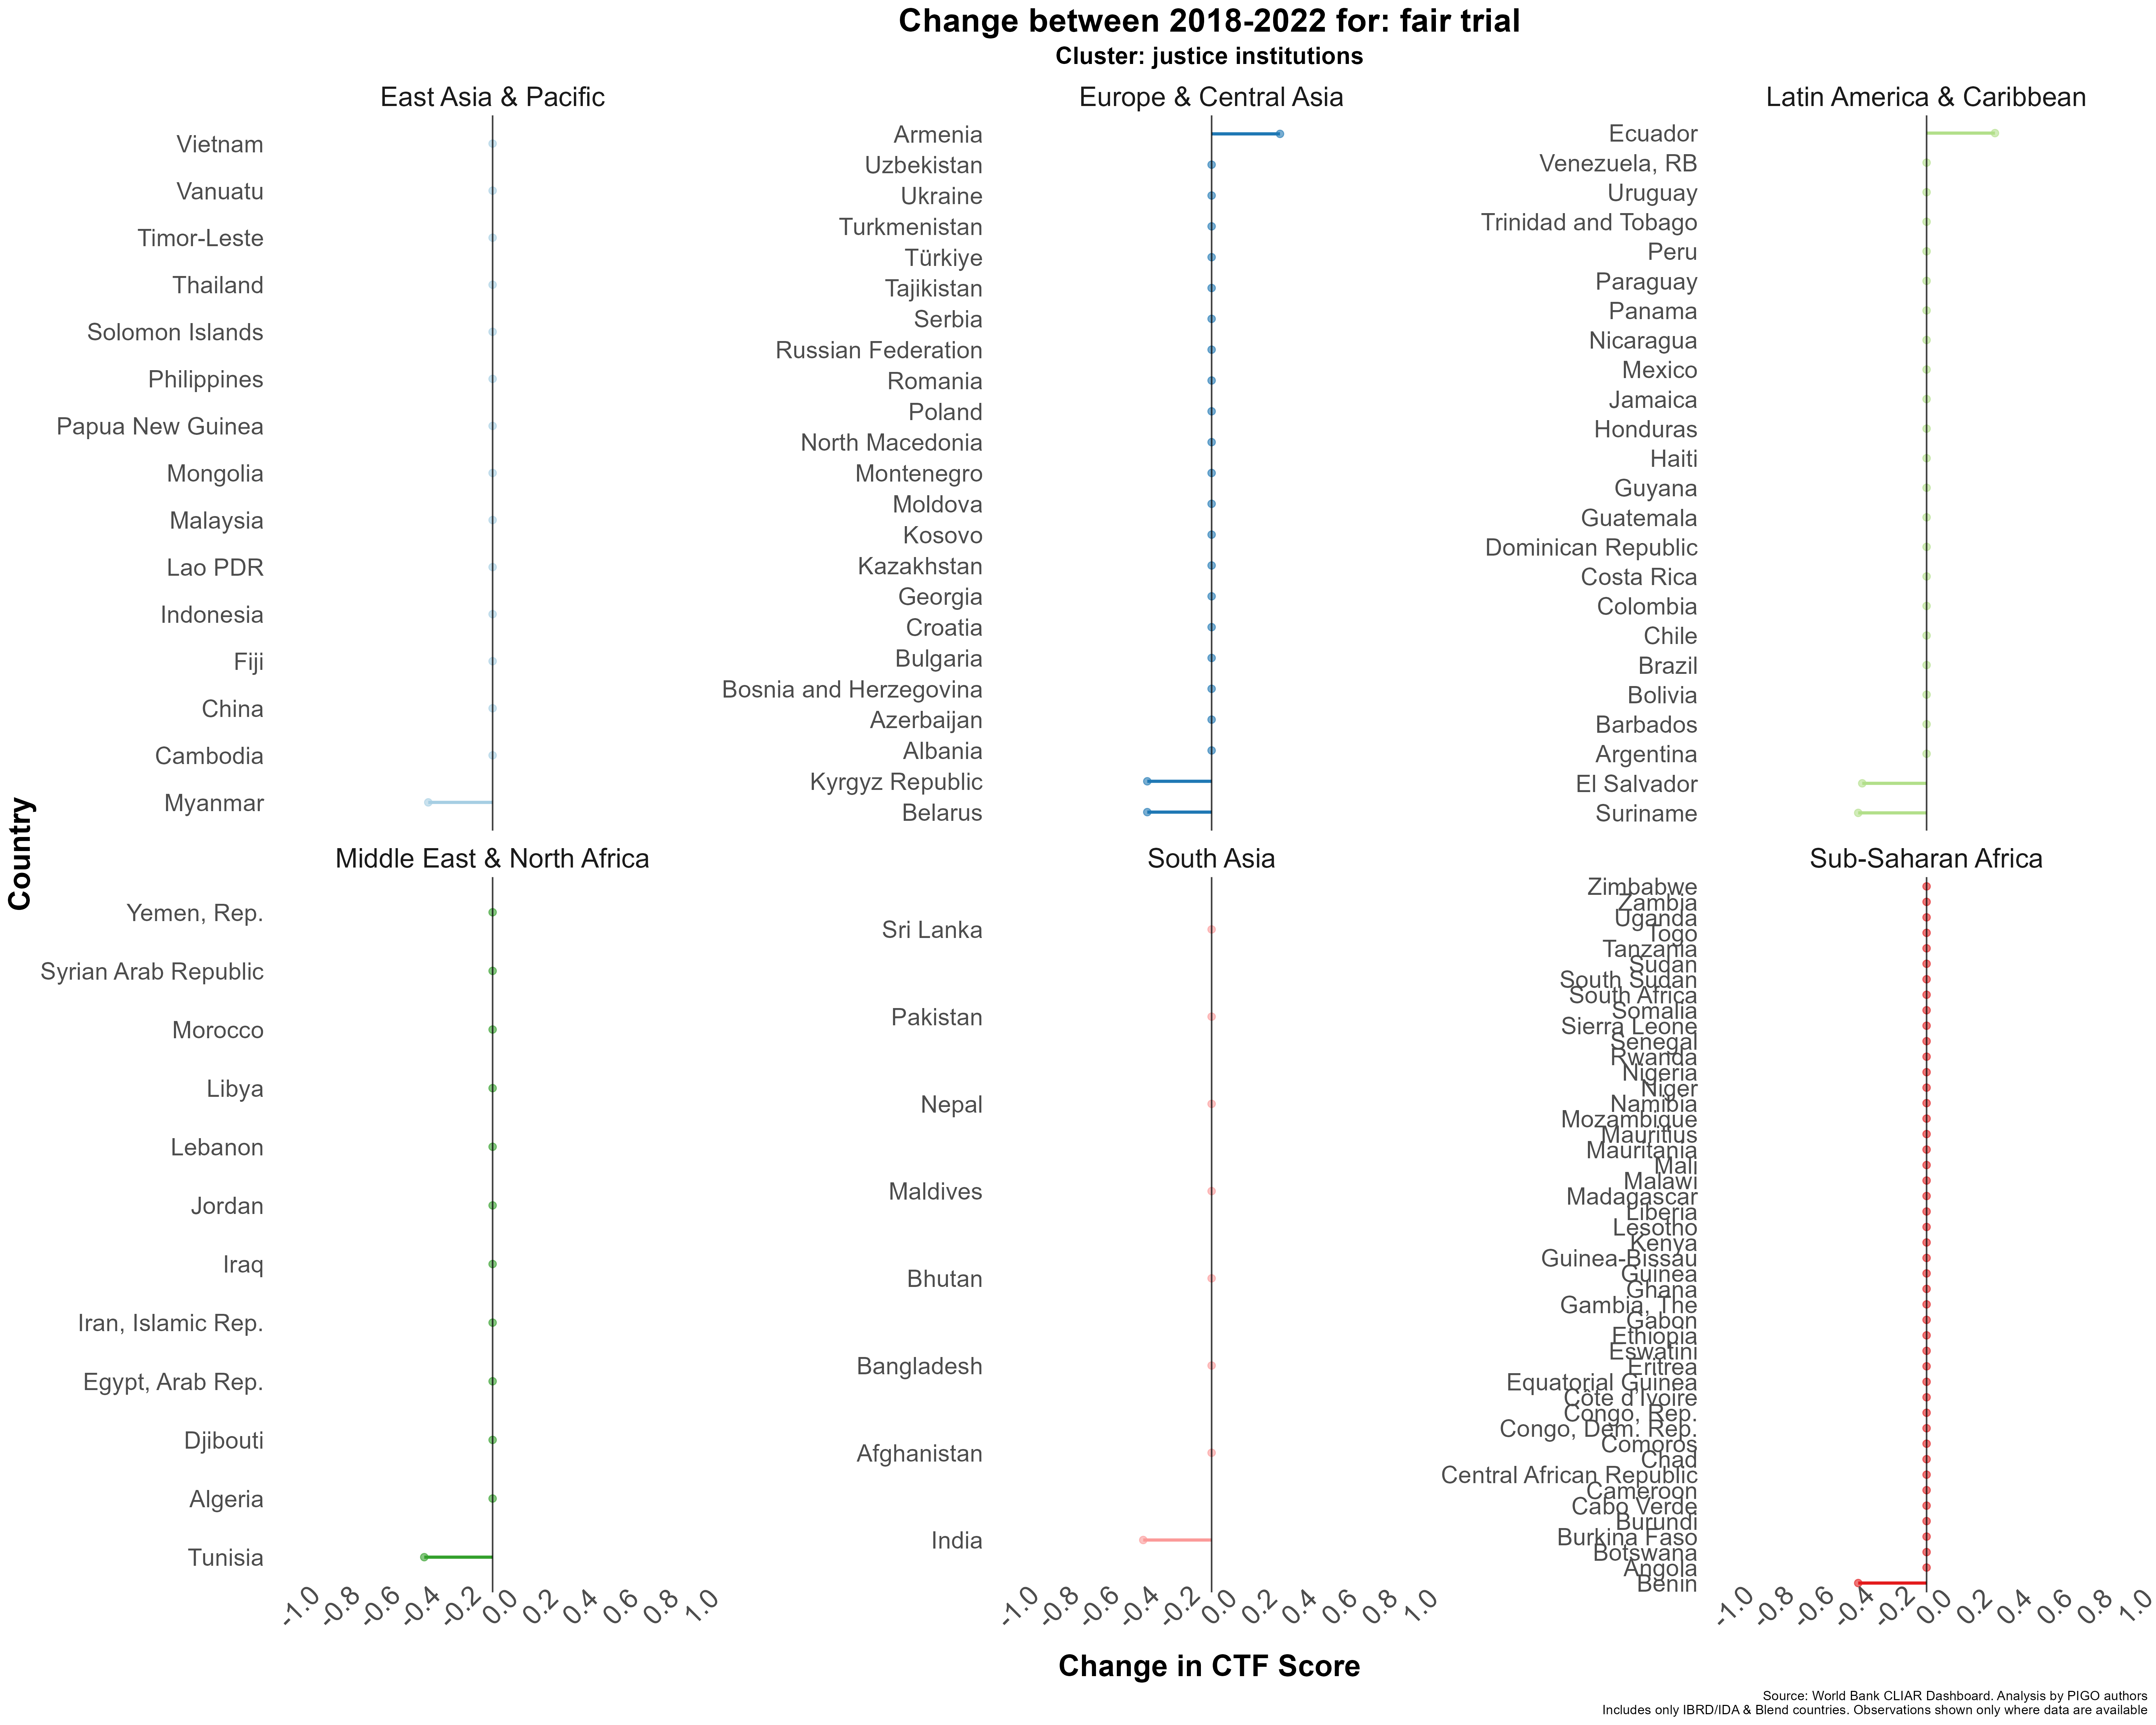 Change between 2018-2022 for: fair trial
Cluster: justice institutions
East Asia & Pacific
Vietnam
Vanuatu
Timor-Leste
Thailand
Solomon Islands
Philippines
Papua New Guinea
Mongolia
Malaysia
Lao PDR
Indonesia
Fiji
China
Cambodia
Myanmar
Europe & Central Asia
Armenia
Uzbekistan
Ukraine
Turkmenistan
Türkiye
Tajikistan
Serbia
Russian Federation
Romania
Poland
North Macedonia
Montenegro
Moldova
Kosovo
Kazakhstan
Georgia
Croatia
Bulgaria
Bosnia and Herzegovina
Azerbaijan
Albania
Kyrgyz Republic
Belarus
Latin America & Caribbean
Ecuador
Venezuela, RB
Uruguay
Trinidad and Tobago
Peru
Paraguay
Panama
Nicaragua
Mexico
Jamaica
Honduras
Haiti
Guyana
Guatemala
Dominican Republic
Costa Rica
Colombia
Chile
Brazil
Bolivia
Barbados
Argentina
El Salvador
Suriname
Country
Middle East & North Africa
Yemen, Rep.
Syrian Arab Republic
Morocco
Libya
Lebanon
Jordan
Iraq
Iran, Islamic Rep.
Egypt, Arab Rep.
Djibouti
Algeria
Tunisia
-1.0 -0.8 -0.6 -0.4 -0.2 0.0 0.2 0.4 0.6 0.8 1.0
South Asia
Sri Lanka
Pakistan
Nepal
Maldives
Bhutan
Bangladesh
Afghanistan
India
-1.0 -0.8 -0.6 -0.4 -0.2 0.0 0.2 0.4 0.6 0.8 1.0
Sub-Saharan Africa
Zimbabwe
Zambia
Uganda
Togo
Tanzania
Sudan
South Sudan
South Africa
Somalia
Sierra Leone
Senegal
Rwanda
Nigeria
Niger
Namibia
Mozambique
Mauritius
Mauritania
Mali
Malawi
Madagascar
Liberia
Lesotho
Kenya
Guinea-Bissau
Guinea
Ghana
Gambia, The
Gabon
Ethiopia
Eswatini
Eritrea
Equatorial Guinea
Côte d'Ivoire
Congo, Rep.
Congo, Dem. Rep.
Comoros
Chad
Central African Republic
Cameroon
Cabo Verde
Burundi
Burkina Faso
Botswana
Angola
Benin
-1.0 -0.8 -0.6 -0.4 -0.2 0.0 0.2 0.4 0.6 0.8 1.0
Change in CTF Score
Source: World Bank CLIAR Dashboard. Analysis by PIGO authors
Includes only IBRD/IDA & Blend countries. Observations shown only where data are available